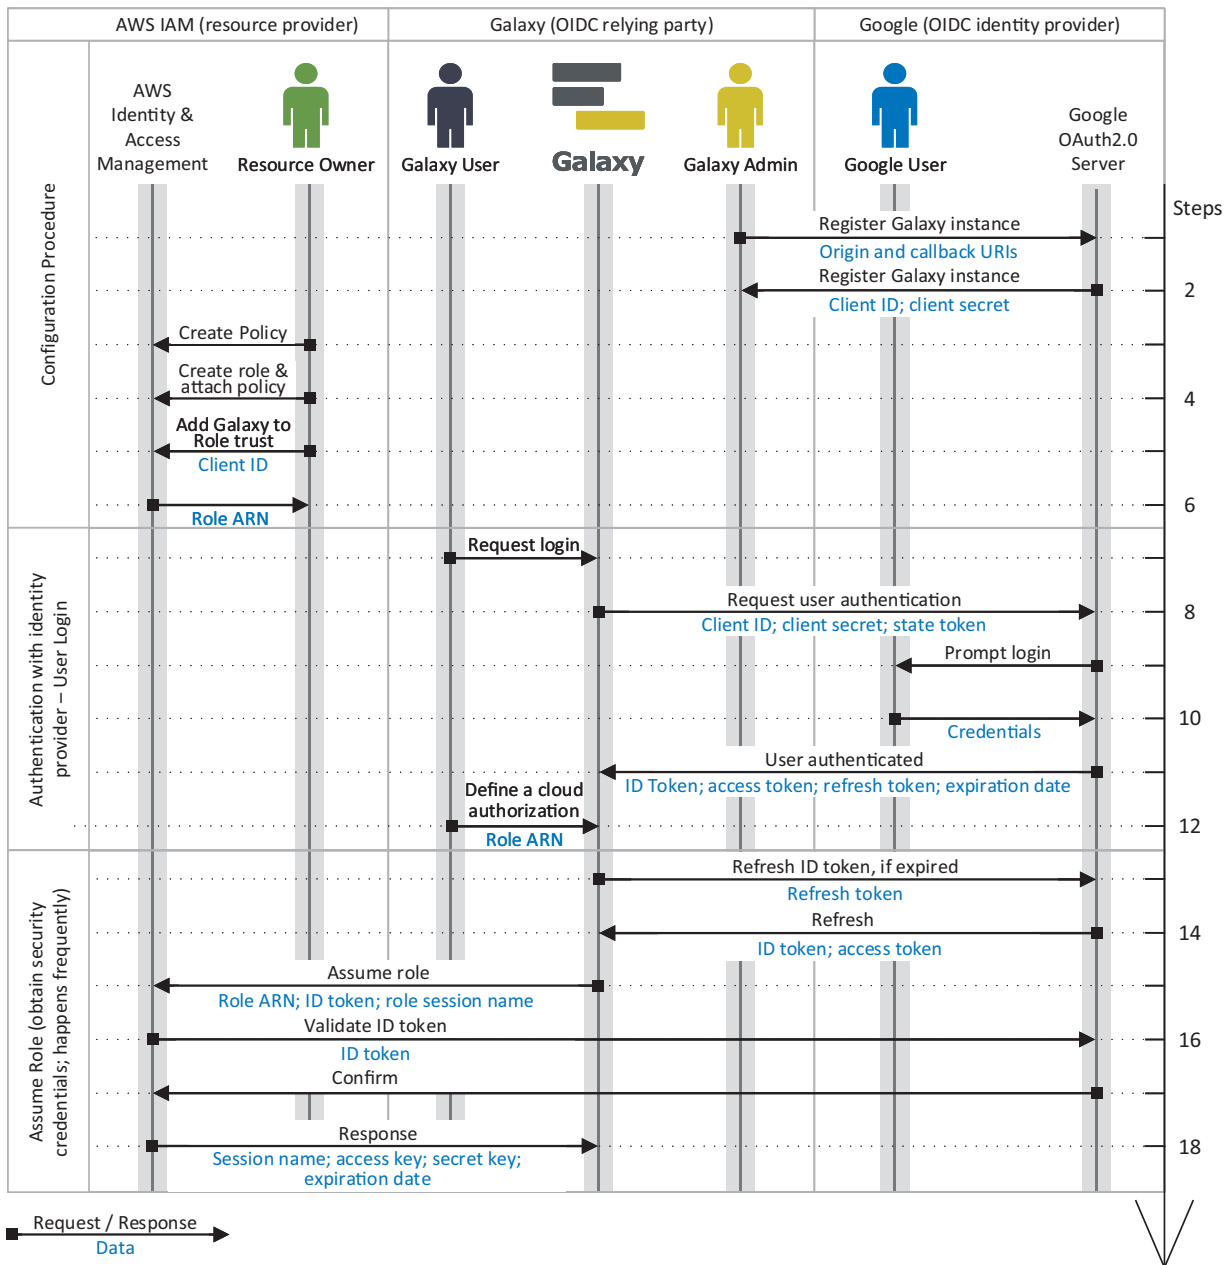 AWS IAM (resource provider)
Galaxy (OIDC relying party)
Google (OIDC identity provider)
AWS
Identity &
Access
Management
Resource Owner
Galaxy User
Galaxy
Galaxy Admin
Google User
Google
OAuth2.0
Server
Steps
Configuration Procedure
Register Galaxy instance
Origin and callback URIs
Register Galaxy instance
Client ID; client secret
2
Create Policy
Create role &
attach policy
4
Add Galaxy to
Role trust
Client ID
Role ARN
6
Authentication with identity
provider – User Login
Request login
Request user authentication
Client ID; client secret; state token
8
Prompt login
Credentials
10
User authenticated
ID Token; access token; refresh token; expiration date
Define a cloud
authorization
Role ARN
12
Assume Role (obtain security
credentials; happens frequently)
Refresh ID token, if expired
Refresh token
Refresh
ID token; access token
14
Assume role
Role ARN; ID token; role session name
Validate ID token
ID token
16
Confirm
Response
Session name; access key; secret key;
expiration date
18
Request / Response
Data